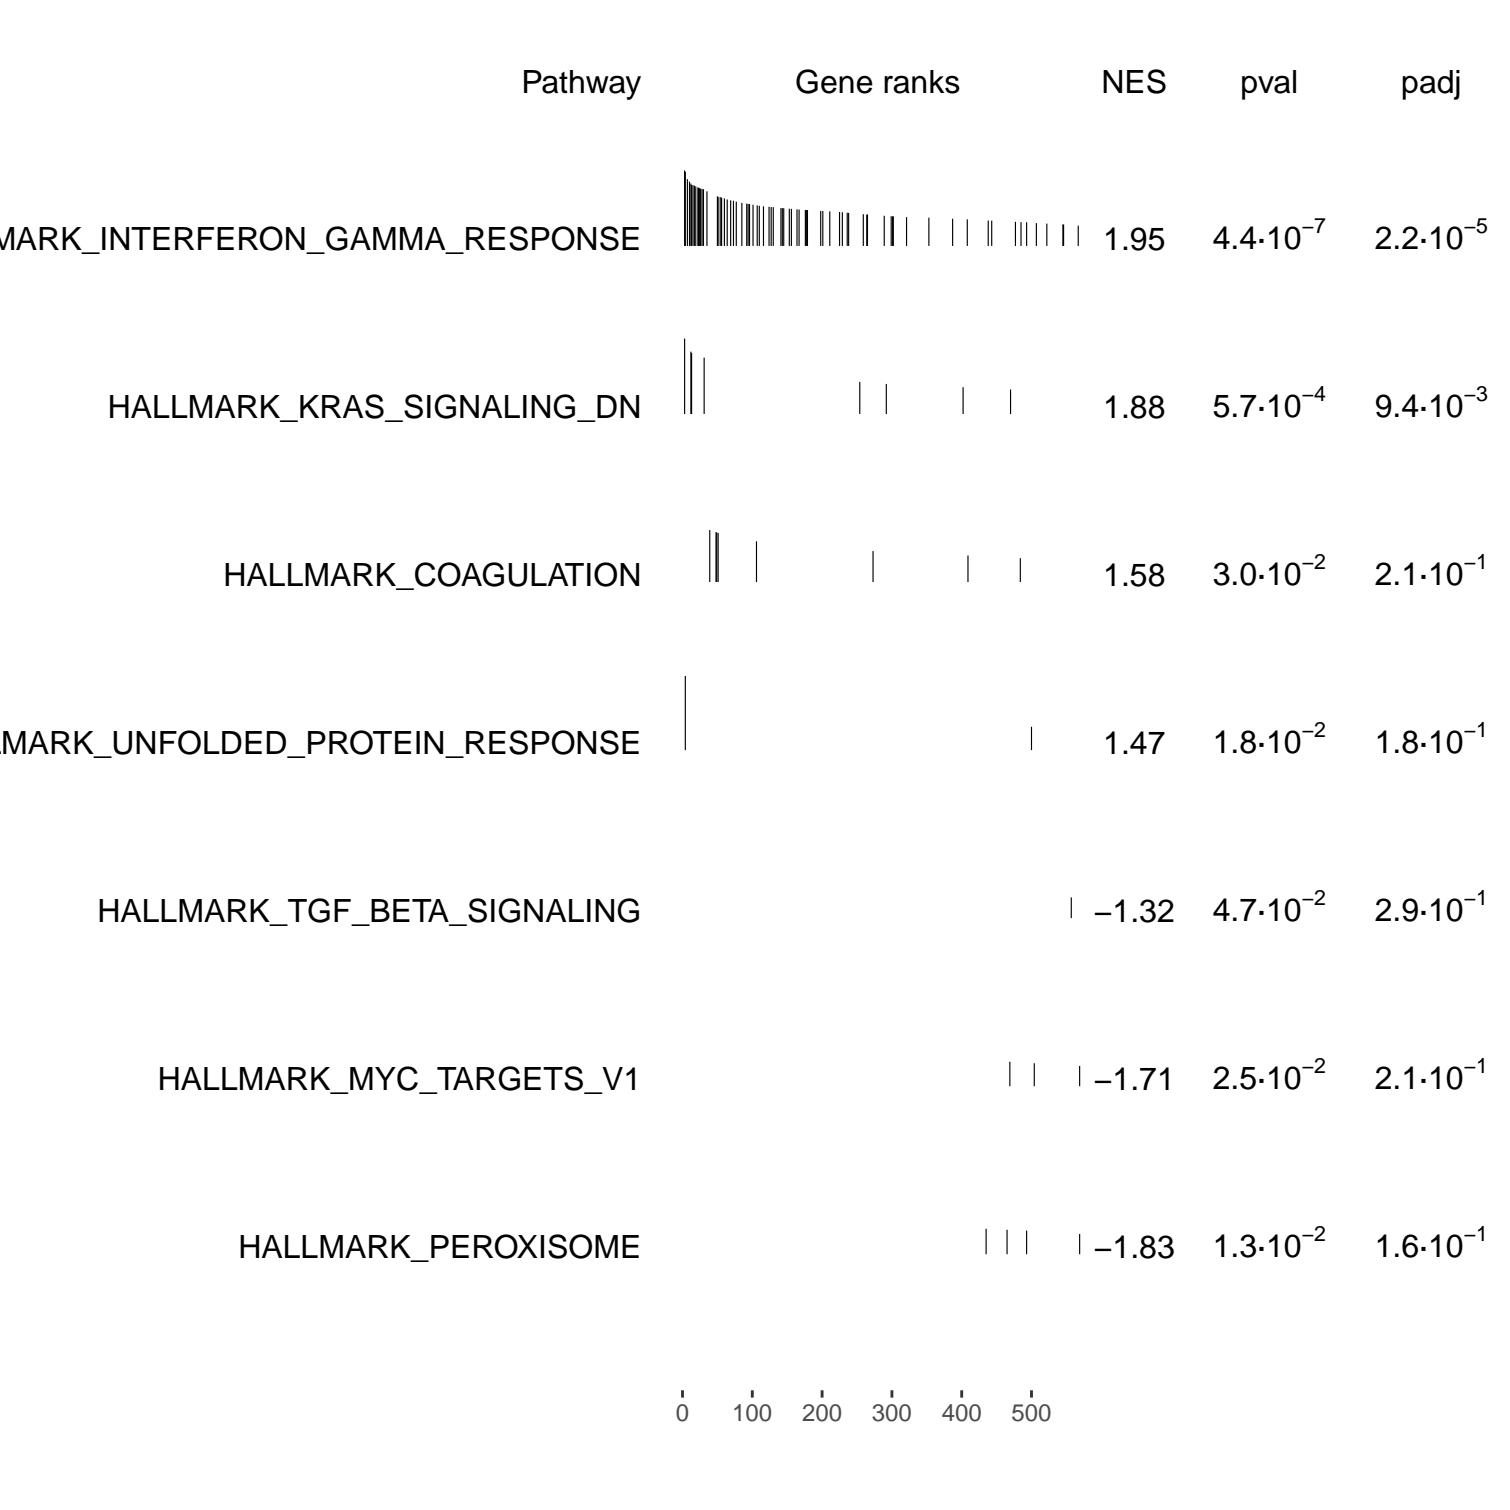 Pathway Gene ranks NES pval padj
MARK_INTERFERON_GAMMA_RESPONSE 1.95 4.4·10⁻⁷ 2.2·10⁻⁵
HALLMARK_KRAS_SIGNALING_DN 1.88 5.7·10⁻⁴ 9.4·10⁻³
HALLMARK_COAGULATION 1.58 3.0·10⁻² 2.1·10⁻¹
MARK_UNFOLDED_PROTEIN_RESPONSE 1.47 1.8·10⁻² 1.8·10⁻¹
HALLMARK_TGF_BETA_SIGNALING −1.32 4.7·10⁻² 2.9·10⁻¹
HALLMARK_MYC_TARGETS_V1 −1.71 2.5·10⁻² 2.1·10⁻¹
HALLMARK_PEROXISOME −1.83 1.3·10⁻² 1.6·10⁻¹
0 100 200 300 400 500